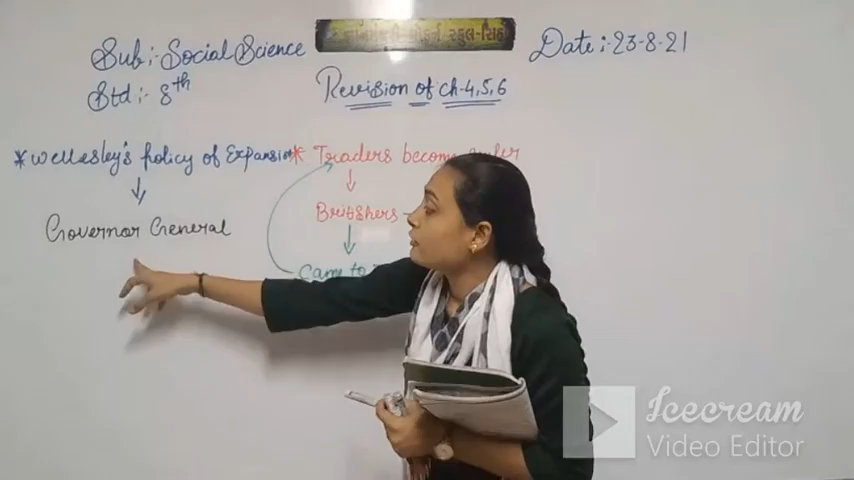 Sub:- Social Science
Std:- 8th
Date:- 23-8-21
Revision of ch-4,5,6
*Wellesley's policy of Expansion
Governor General
* Traders become
Britishers
Came to
Icecream
Video Editor